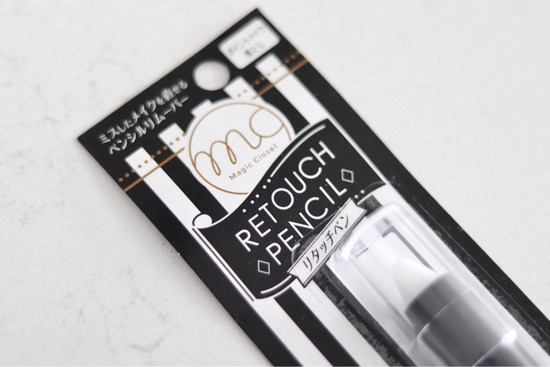 ミスしたメイクを直せる
ペンシルリムーバー
mc
Magic Closet
RETOUCH
PENCIL
リタッチペン